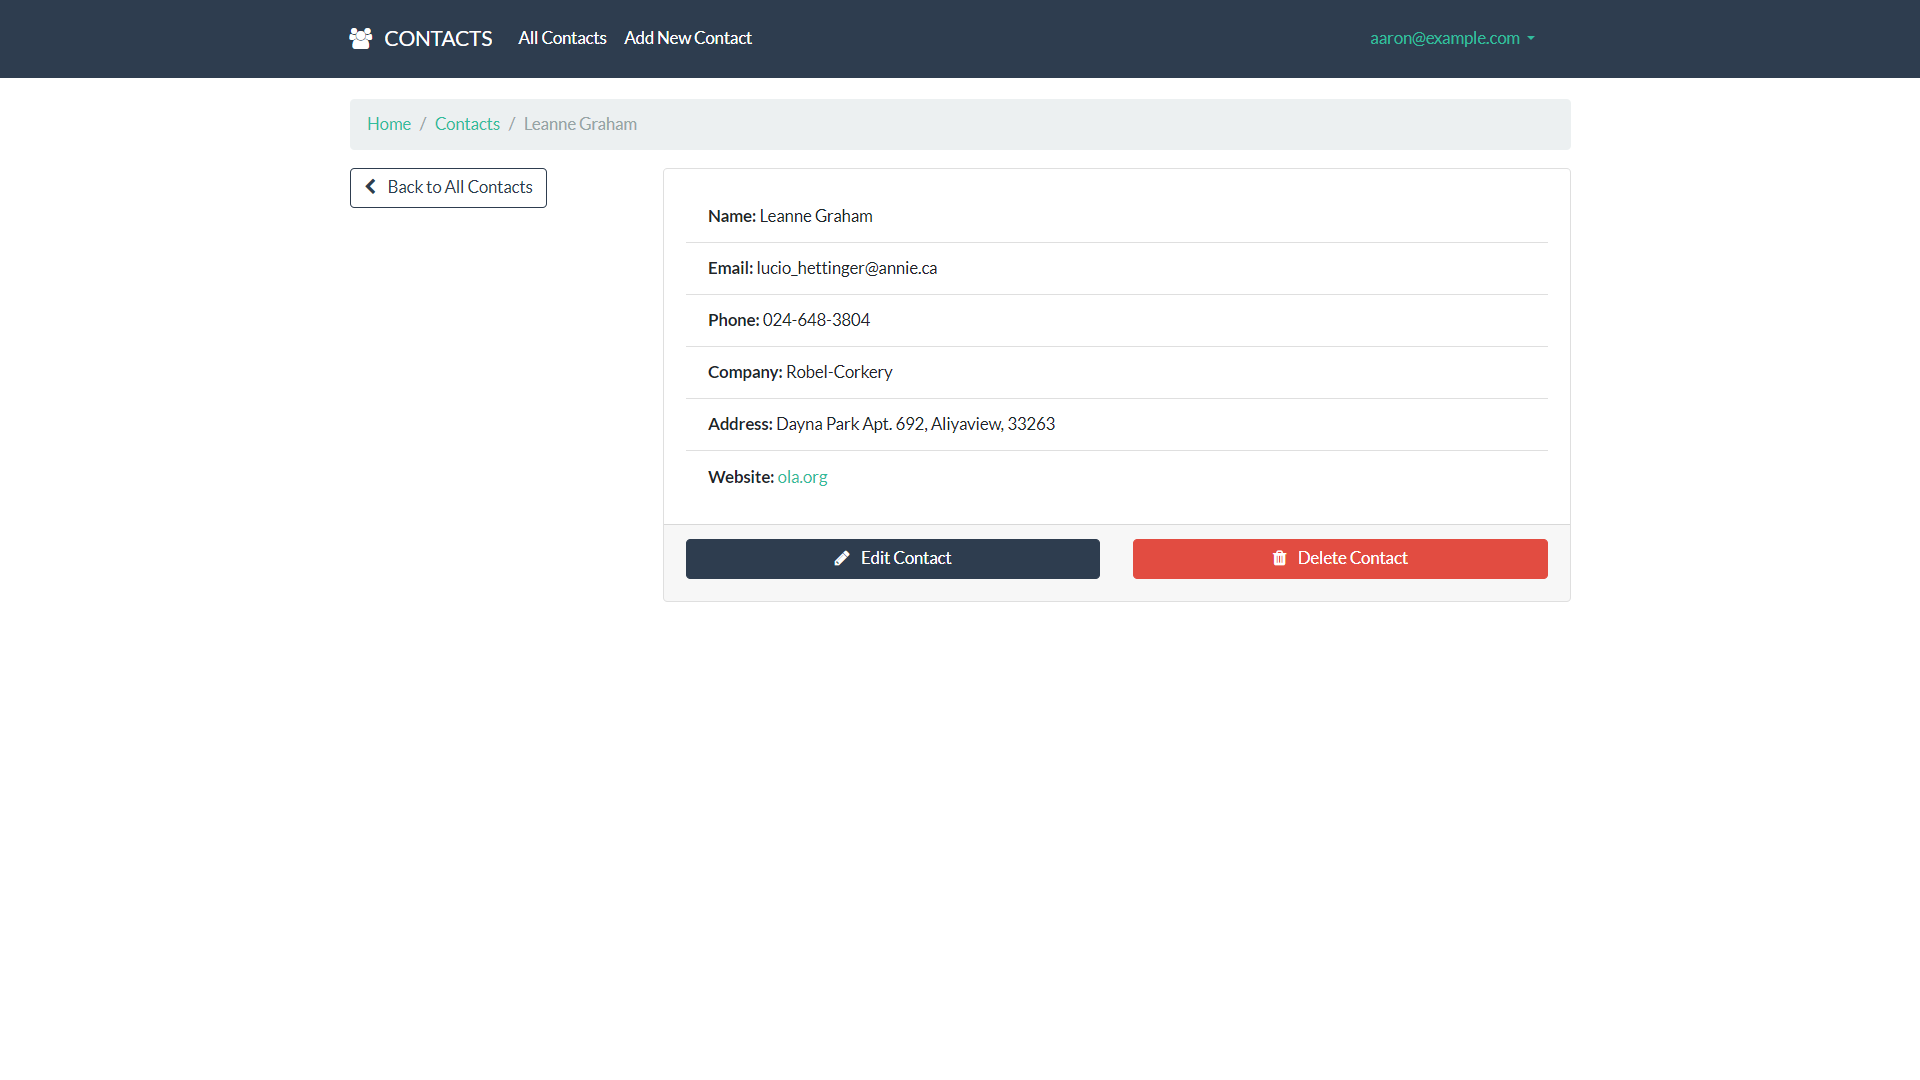 CONTACTS All Contacts Add New Contact aaron@example.com
Home / Contacts / Leanne Graham
Back to All Contacts
Name: Leanne Graham
Email: lucio_hettinger@annie.ca
Phone: 024-648-3804
Company: Robel-Corkery
Address: Dayna Park Apt. 692, Aliyaview, 33263
Website: ola.org
Edit Contact Delete Contact